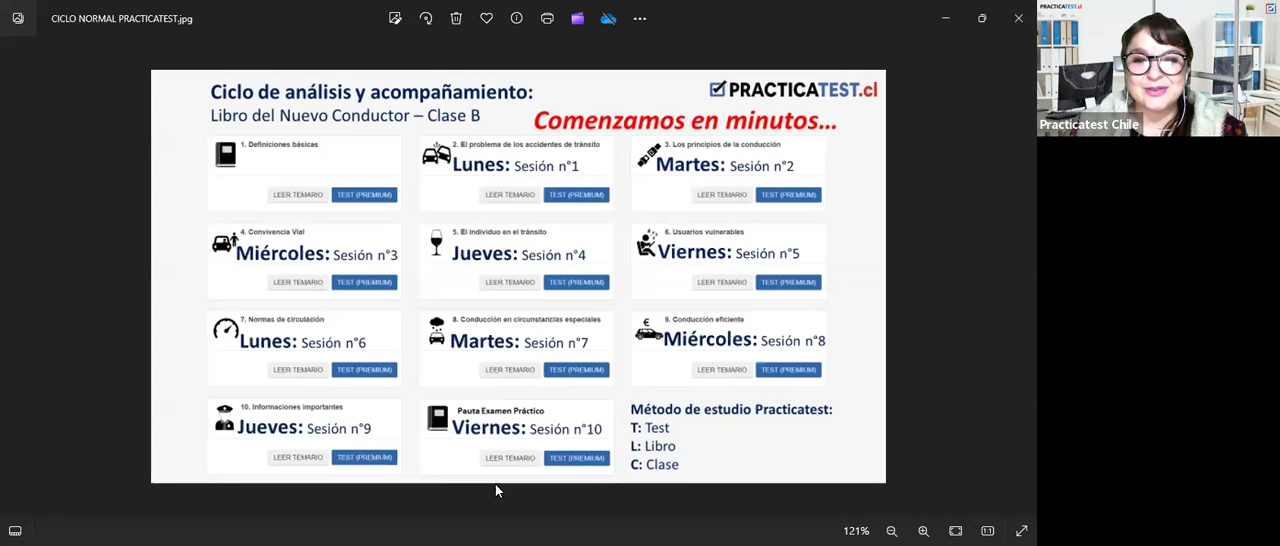 CICLO NORMAL PRACTICATEST.jpg
PRACTICATEST.cl
Practicatest Chile
Ciclo de análisis y acompañamiento:
Libro del Nuevo Conductor – Clase B
PRACTICATEST.cl
Comenzamos en minutos...
1. Definiciones básicas
LEER TEMARIO TEST (PREMIUM)
2. El problema de los accidentes de tránsito
Lunes: Sesión n°1
LEER TEMARIO TEST (PREMIUM)
3. Los principios de la conducción
Martes: Sesión n°2
LEER TEMARIO TEST (PREMIUM)
4. Convivencia Vial
Miércoles: Sesión n°3
LEER TEMARIO TEST (PREMIUM)
5. El individuo en el tránsito
Jueves: Sesión n°4
LEER TEMARIO TEST (PREMIUM)
6. Usuarios vulnerables
Viernes: Sesión n°5
LEER TEMARIO TEST (PREMIUM)
7. Normas de circulación
Lunes: Sesión n°6
LEER TEMARIO TEST (PREMIUM)
8. Conducción en circunstancias especiales
Martes: Sesión n°7
LEER TEMARIO TEST (PREMIUM)
9. Conducción eficiente
Miércoles: Sesión n°8
LEER TEMARIO TEST (PREMIUM)
10. Informaciones importantes
Jueves: Sesión n°9
LEER TEMARIO TEST (PREMIUM)
Pauta Examen Práctico
Viernes: Sesión n°10
LEER TEMARIO TEST (PREMIUM)
Método de estudio Practicatest:
T: Test
L: Libro
C: Clase
121%